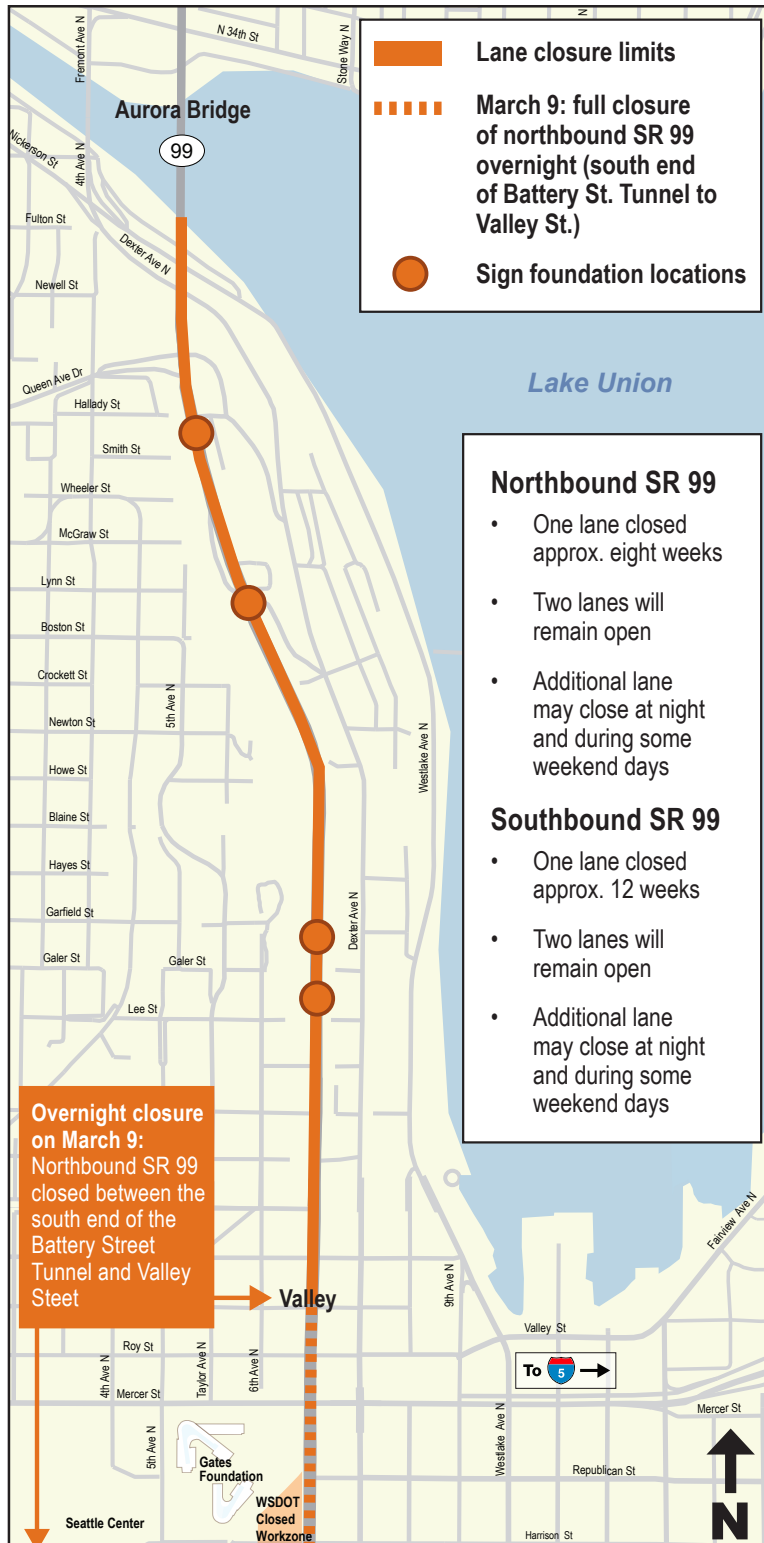 N
Fremont Ave N
N 34th St
Stone Way N
Lane closure limits
March 9: full closure
of northbound SR 99
overnight (south end
of Battery St. Tunnel to
Valley St.)
Sign foundation locations
Aurora Bridge
99
Nickerson St
4th Ave N
Fulton St
Dexter Ave N
Newell St
Queen Ave Dr
Hallady St
Smith St
Wheeler St
McGraw St
Lynn St
Boston St
Crockett St
5th Ave N
Newton St
Howe St
Blaine St
Hayes St
Garfield St
Galer St
Galer St
Lee St
Dexter Ave N
Westlake Ave N
Lake Union
Northbound SR 99
• One lane closed
approx. eight weeks
• Two lanes will
remain open
• Additional lane
may close at night
and during some
weekend days
Southbound SR 99
• One lane closed
approx. 12 weeks
• Two lanes will
remain open
• Additional lane
may close at night
and during some
weekend days
Overnight closure
on March 9:
Northbound SR 99
closed between the
south end of the
Battery Street
Tunnel and Valley
Steet
Valley
9th Ave N
Fairview Ave N
Valley St
Roy St
4th Ave N
Taylor Ave N
6th Ave N
To 5
Mercer St
Mercer St
5th Ave N
Westlake Ave N
Gates
Foundation
Republican St
WSDOT
Closed
Workzone
Seattle Center
Harrison St
N